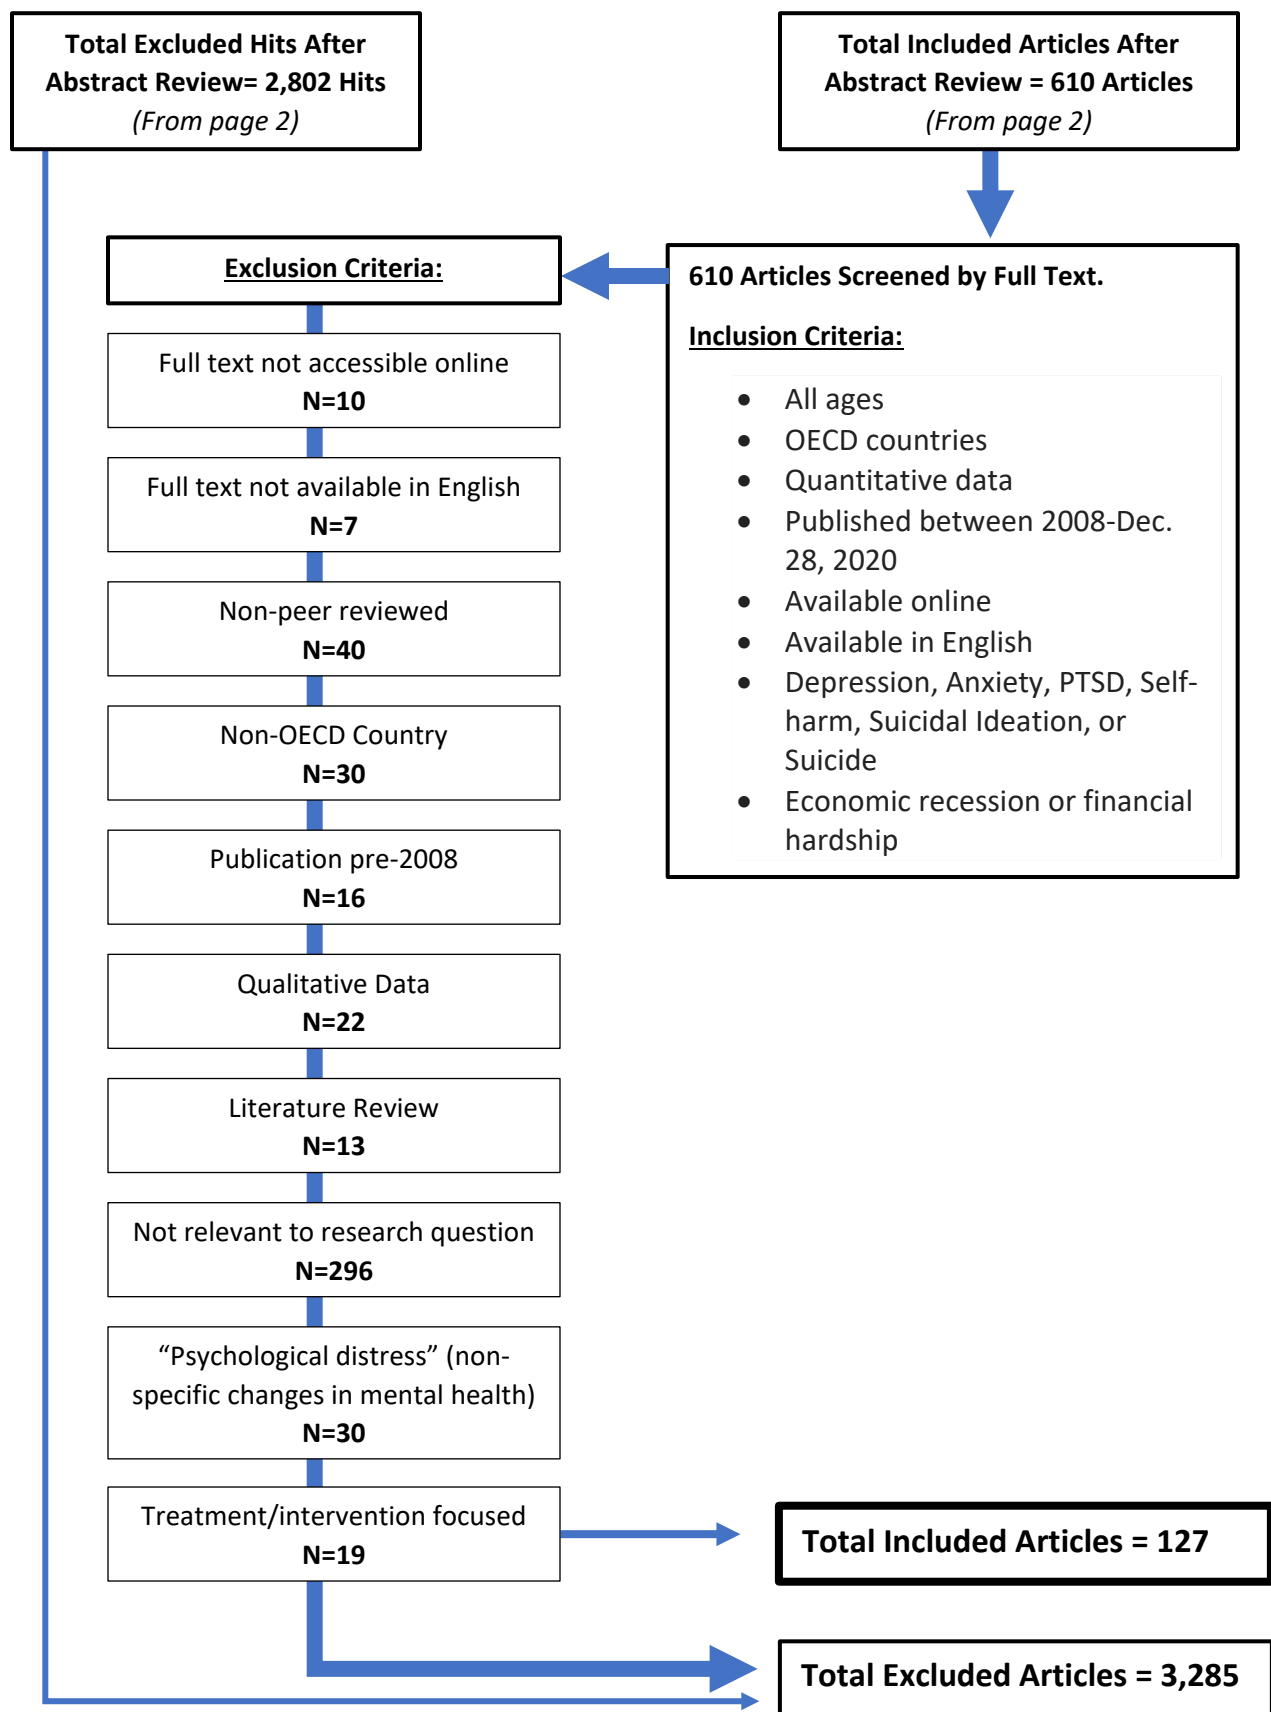 Total Excluded Hits After
Abstract Review= 2,802 Hits
(From page 2)
Total Included Articles After
Abstract Review = 610 Articles
(From page 2)
Exclusion Criteria:
Full text not accessible online
N=10
Full text not available in English
N=7
Non-peer reviewed
N=40
Non-OECD Country
N=30
Publication pre-2008
N=16
Qualitative Data
N=22
Literature Review
N=13
Not relevant to research question
N=296
“Psychological distress” (non-
specific changes in mental health)
N=30
Treatment/intervention focused
N=19
610 Articles Screened by Full Text.
Inclusion Criteria:
• All ages
• OECD countries
• Quantitative data
• Published between 2008-Dec.
28, 2020
• Available online
• Available in English
• Depression, Anxiety, PTSD, Self-
harm, Suicidal Ideation, or
Suicide
• Economic recession or financial
hardship
Total Included Articles = 127
Total Excluded Articles = 3,285